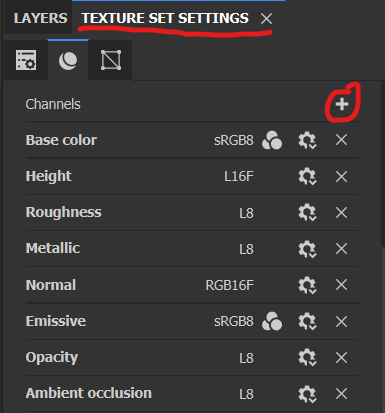 LAYERS TEXTURE SET SETTINGS
Channels
Base color sRGB8
Height L16F
Roughness L8
Metallic L8
Normal RGB16F
Emissive sRGB8
Opacity L8
Ambient occlusion L8